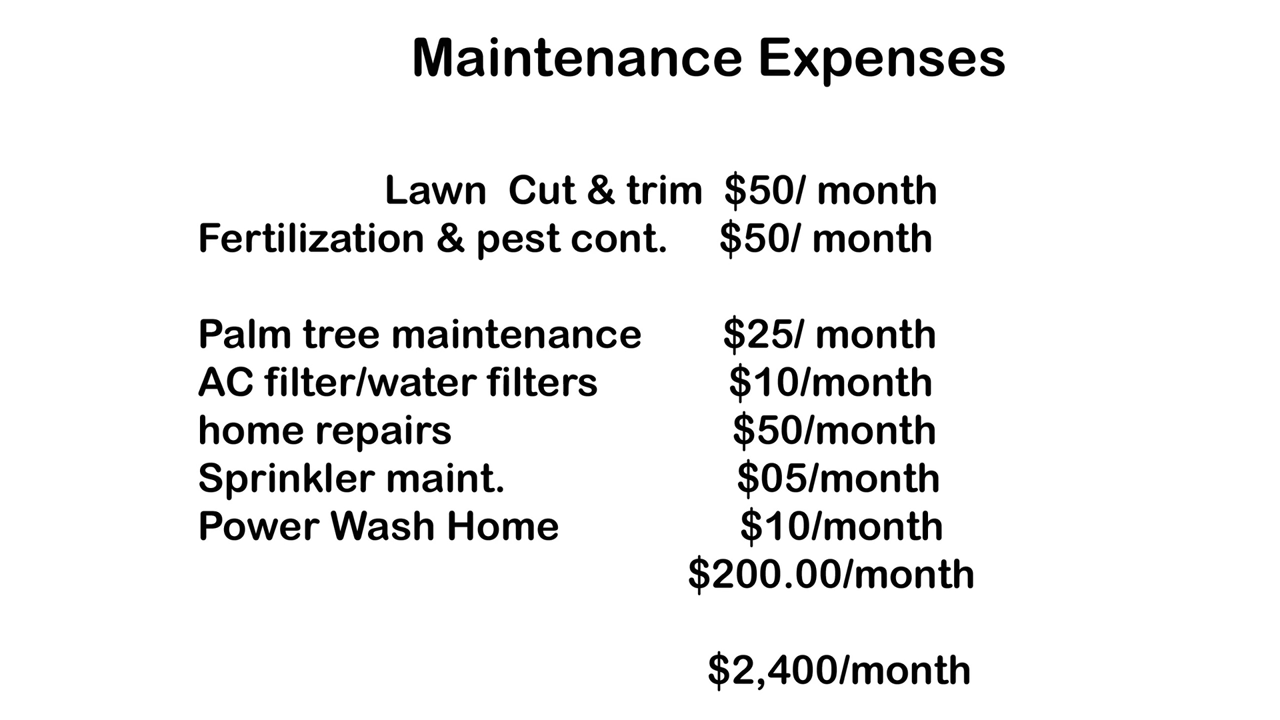 Maintenance Expenses
Lawn  Cut & trim  $50/ month
Fertilization & pest cont.     $50/ month
Palm tree maintenance        $25/ month
AC filter/water filters             $10/month
home repairs                           $50/month
Sprinkler maint.                      $05/month
Power Wash Home                 $10/month
$200.00/month
$2,400/month